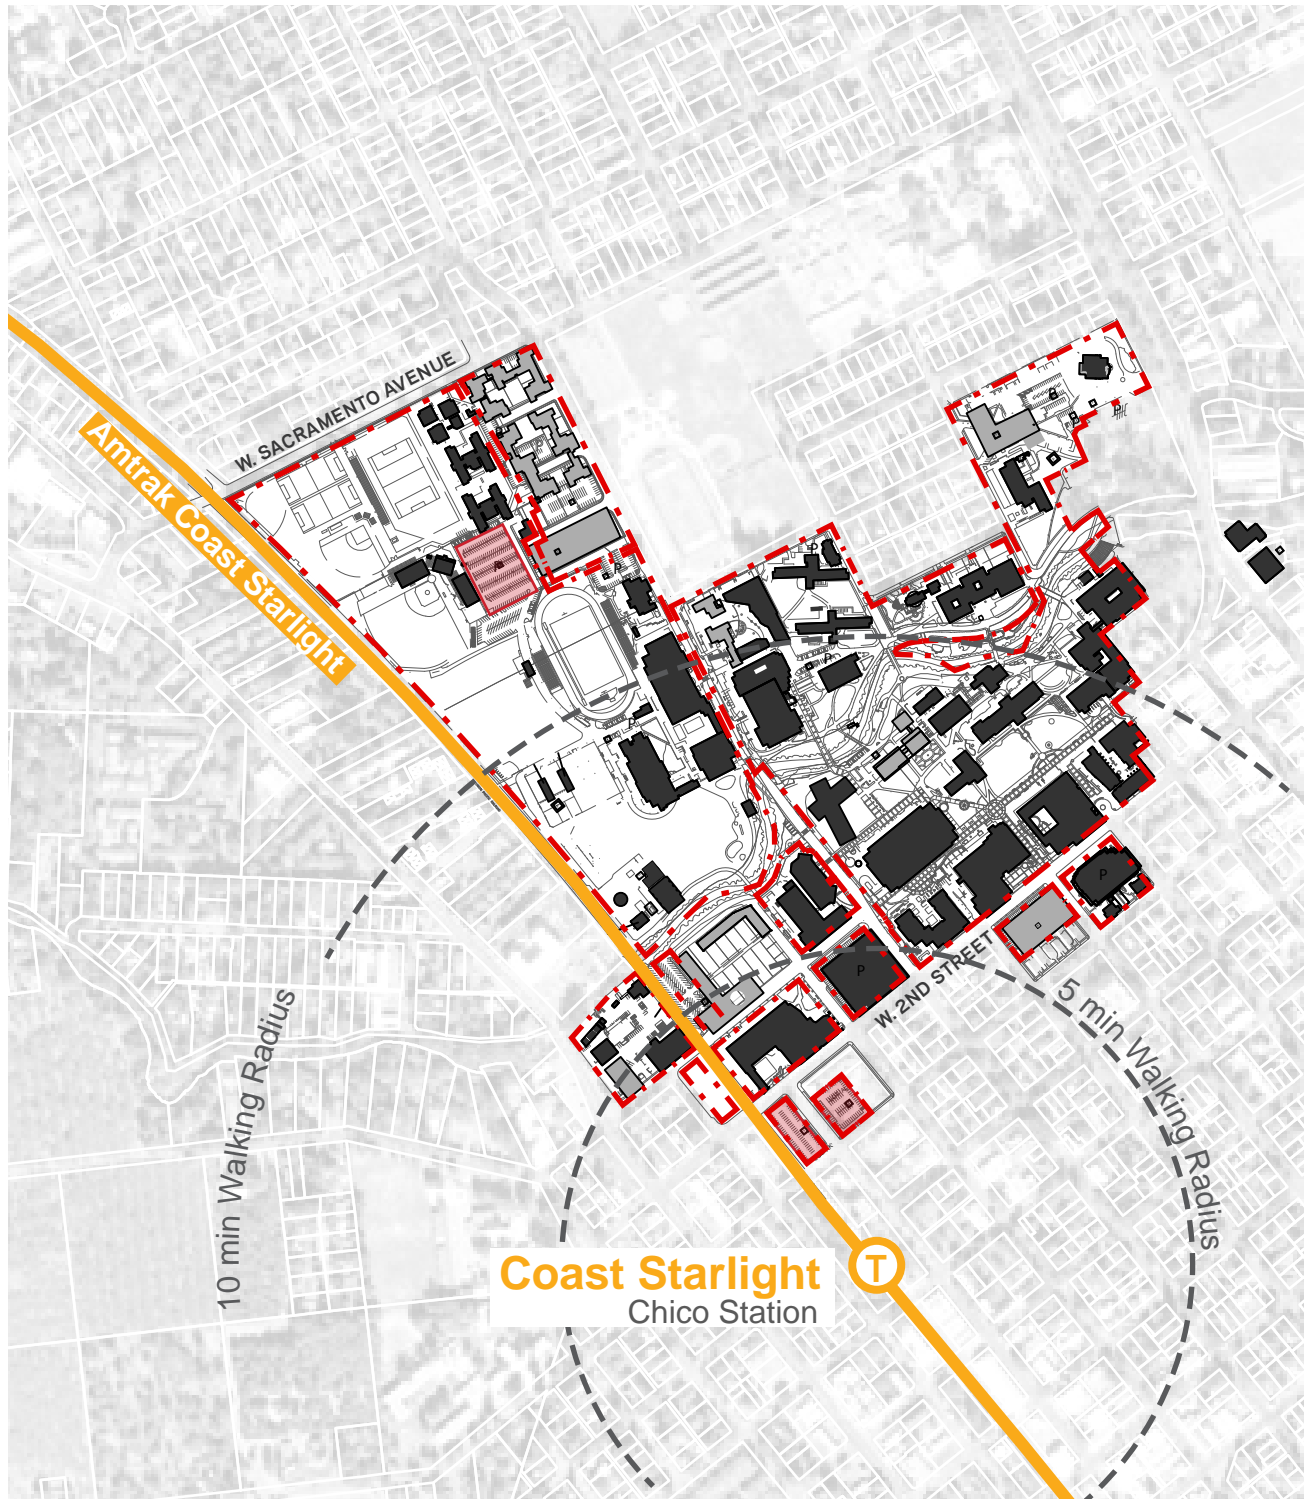 W. SACRAMENTO AVENUE
Amtrak Coast Starlight
P
P
P
P
P
W. 2ND STREET
5 min Walking Radius
10 min Walking Radius
Coast Starlight
Chico Station
T